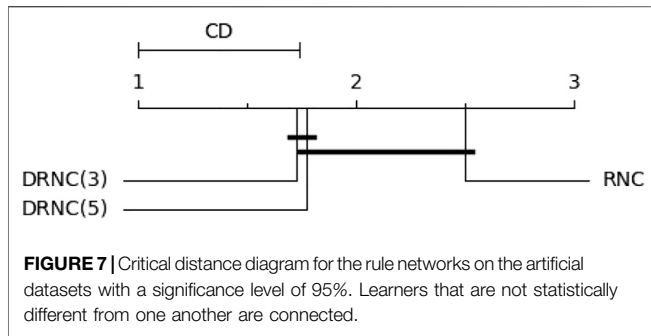 CD
1 2 3
DRNC(3) RNC
DRNC(5)
FIGURE 7 | Critical distance diagram for the rule networks on the artificial
datasets with a significance level of 95%. Learners that are not statistically
different from one another are connected.